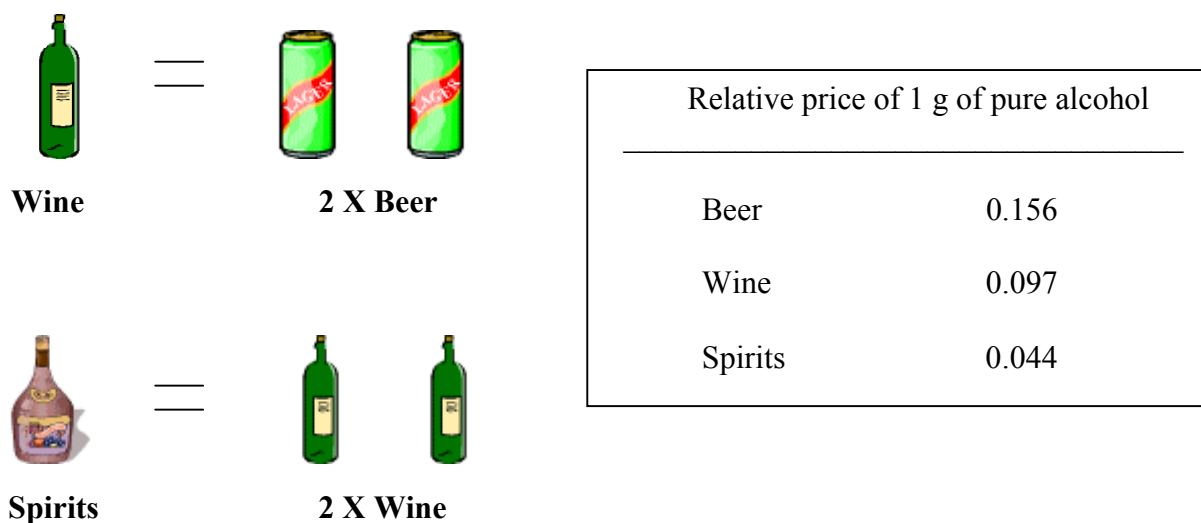 LAGER LAGER
Wine 2 X Beer
Spirits 2 X Wine
Relative price of 1 g of pure alcohol
Beer 0.156
Wine 0.097
Spirits 0.044